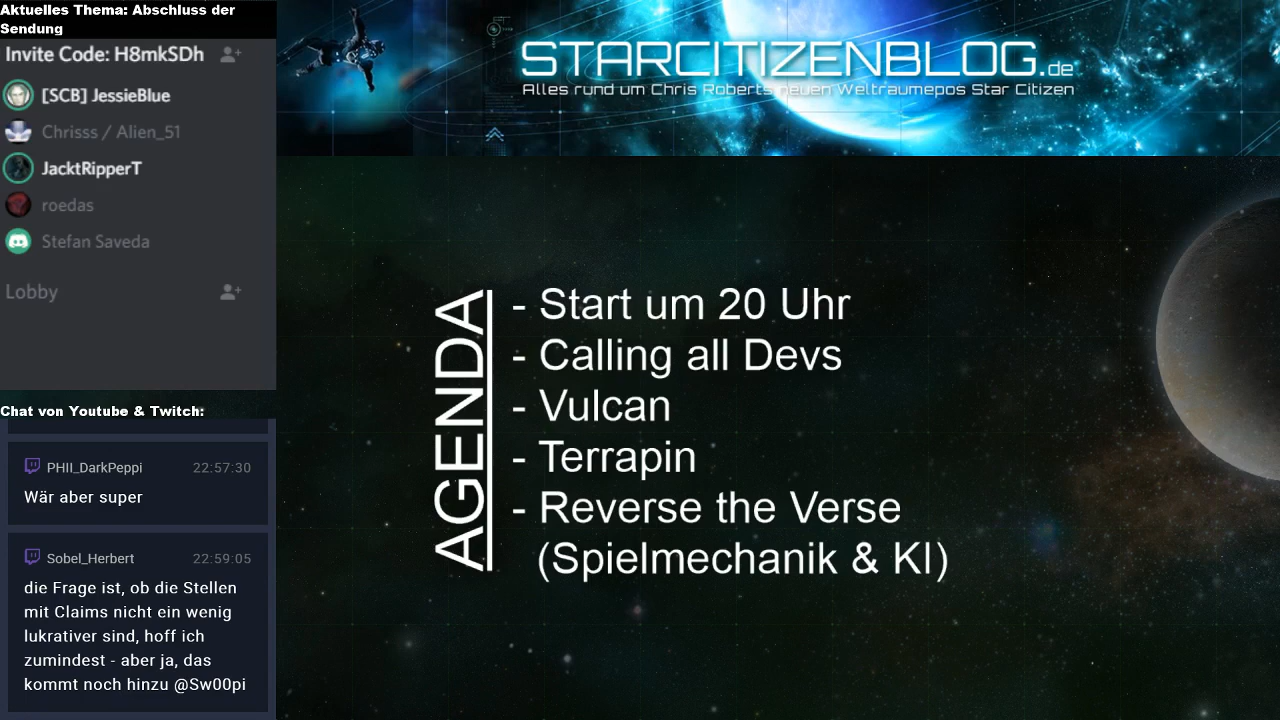 Aktuelles Thema: Abschluss der
Sendung
Invite Code: H8mkSDh
[SCB] JessieBlue
Chrisss / Alien_51
JacktRipperT
roedas
Stefan Saveda
Lobby
Chat von Youtube & Twitch:
PHII_DarkPeppi 22:57:30
Wär aber super
Sobel_Herbert 22:59:05
die Frage ist, ob die Stellen
mit Claims nicht ein wenig
lukrativer sind, hoff ich
zumindest - aber ja, das
kommt noch hinzu @Sw00pi
STARCITIZENBLOG.de
Alles rund um Chris Roberts neuen Weltraumepos Star Citizen
AGENDA
- Start um 20 Uhr
- Calling all Devs
- Vulcan
- Terrapin
- Reverse the Verse
(Spielmechanik & KI)